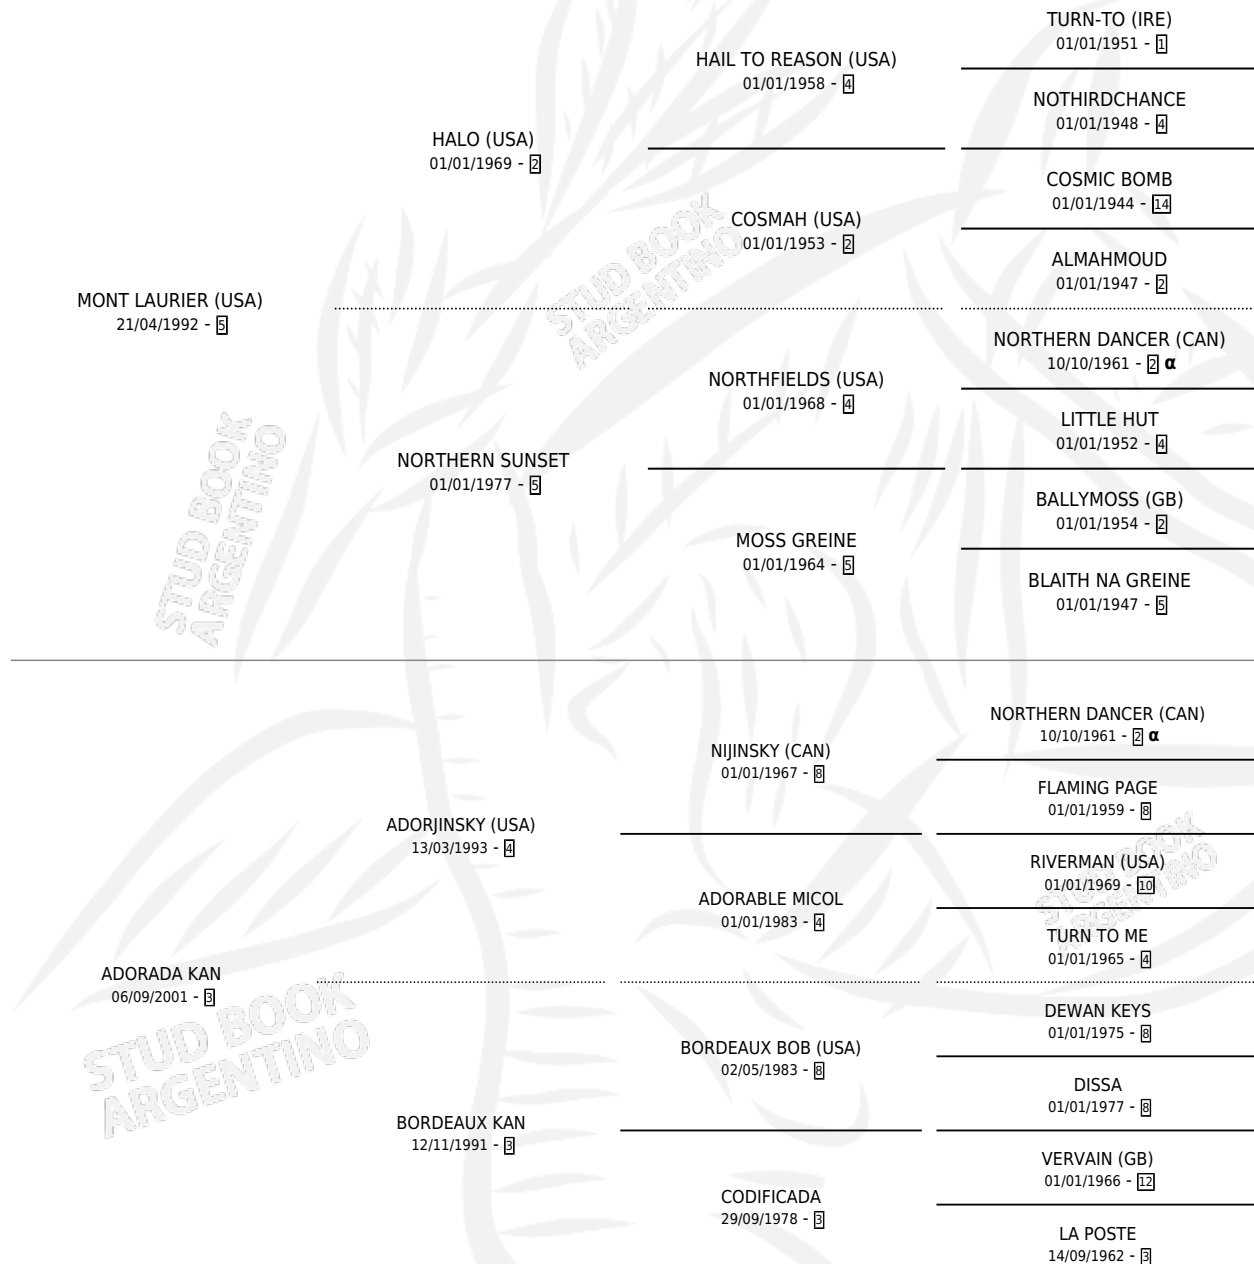 TURN-TO (IRE)
01/01/1951 - 1
HAIL TO REASON (USA)
01/01/1958 - 4
NOTHIRDCHANCE
01/01/1948 - 4
HALO (USA)
01/01/1969 - 2
COSMIC BOMB
01/01/1944 - 14
COSMAH (USA)
01/01/1953 - 2
ALMAHMOUD
01/01/1947 - 2
MONT LAURIER (USA)
21/04/1992 - 5
STUD BOOK
ARGENTINO
NORTHERN DANCER (CAN)
10/10/1961 - 2 α
NORTHFIELDS (USA)
01/01/1968 - 4
LITTLE HUT
01/01/1952 - 4
NORTHERN SUNSET
01/01/1977 - 5
BALLYMOSS (GB)
01/01/1954 - 2
MOSS GREINE
01/01/1964 - 5
BLAITH NA GREINE
01/01/1947 - 5
STUD BOOK
ARGENTINO
NORTHERN DANCER (CAN)
10/10/1961 - 2 α
NIJINSKY (CAN)
01/01/1967 - 8
FLAMING PAGE
01/01/1959 - 8
ADORJINSKY (USA)
13/03/1993 - 4
RIVERMAN (USA)
01/01/1969 - 10
STUD BOOK
ARGENTINO
ADORABLE MICOL
01/01/1983 - 4
TURN TO ME
01/01/1965 - 4
ADORADA KAN
06/09/2001 - 3
STUD BOOK
ARGENTINO
DEWAN KEYS
01/01/1975 - 8
BORDEAUX BOB (USA)
02/05/1983 - 8
DISSA
01/01/1977 - 8
BORDEAUX KAN
12/11/1991 - 3
VERVAIN (GB)
01/01/1966 - 12
CODIFICADA
29/09/1978 - 3
LA POSTE
14/09/1962 - 3